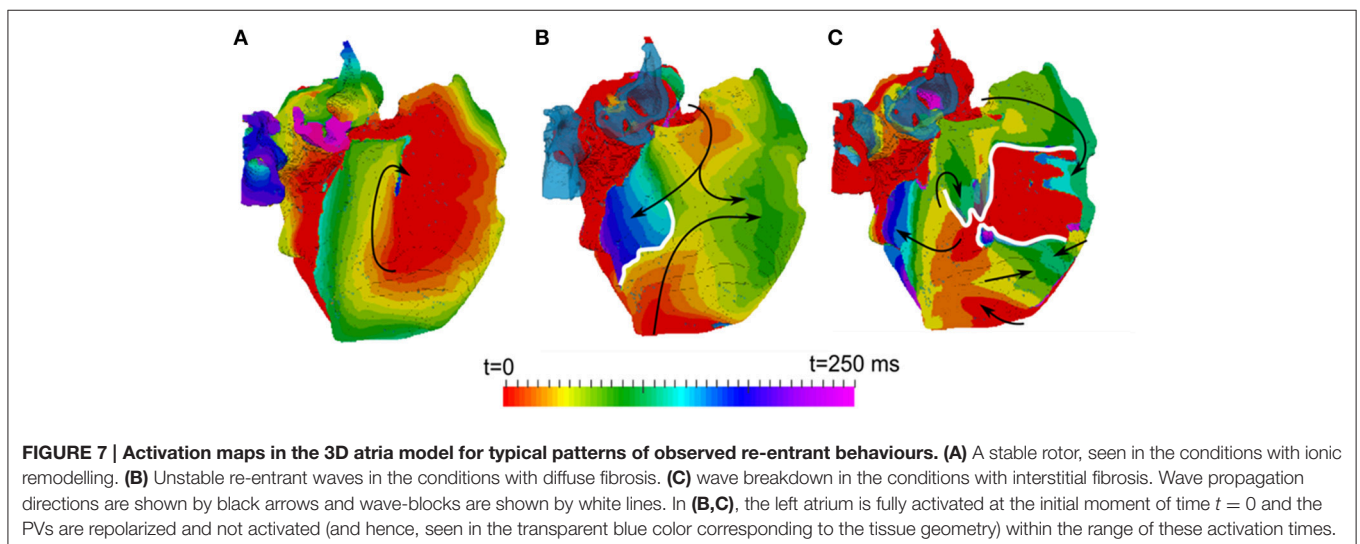 A
B
C
t=0
t=250 ms
FIGURE 7 | Activation maps in the 3D atria model for typical patterns of observed re-entrant behaviours. (A) A stable rotor, seen in the conditions with ionic
remodelling. (B) Unstable re-entrant waves in the conditions with diffuse fibrosis. (C) wave breakdown in the conditions with interstitial fibrosis. Wave propagation
directions are shown by black arrows and wave-blocks are shown by white lines. In (B,C), the left atrium is fully activated at the initial moment of time t = 0 and the
PVs are repolarized and not activated (and hence, seen in the transparent blue color corresponding to the tissue geometry) within the range of these activation times.